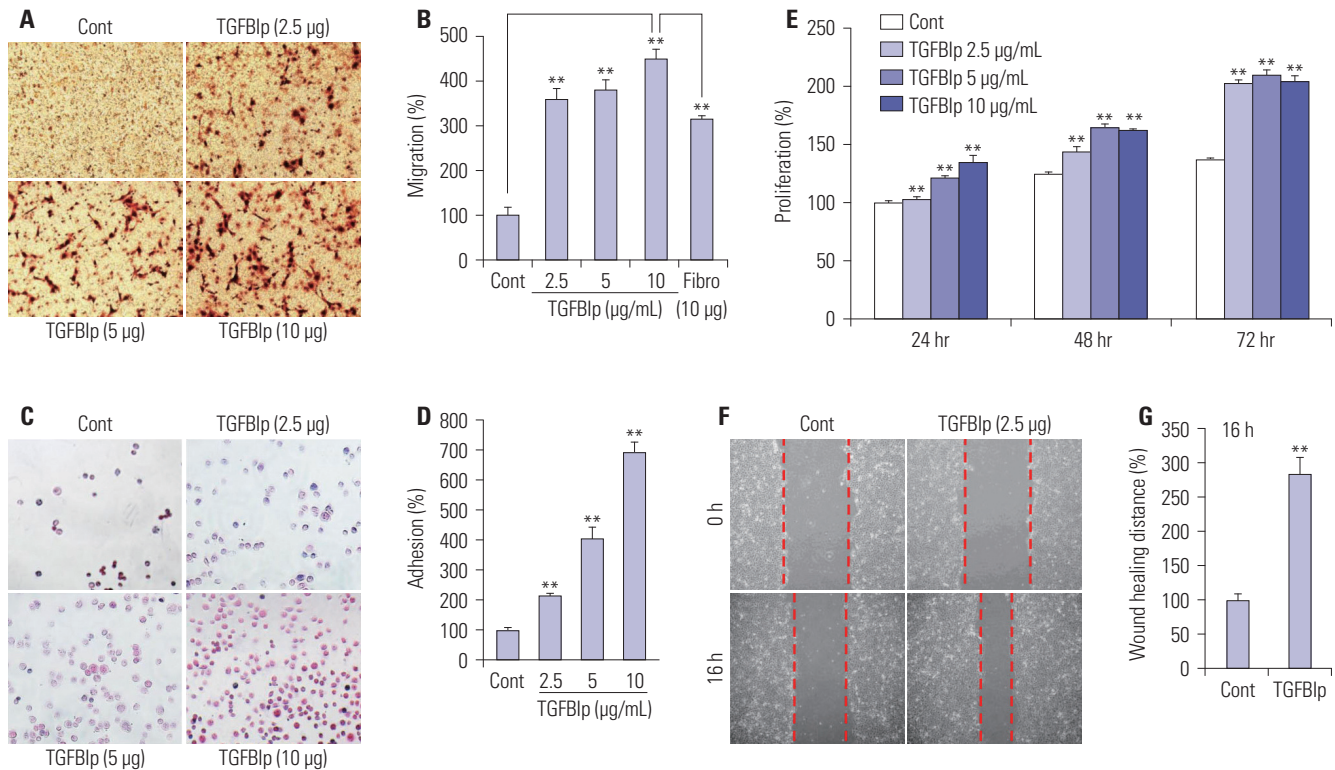 A
Cont
TGFBIp (2.5 µg)
TGFBIp (5 µg)
TGFBIp (10 µg)
B
Migration (%)
500
400
300
200
100
0
**
**
**
**
Cont
2.5
5
10
Fibro
TGFBIp (µg/mL)
(10 µg)
E
Proliferation (%)
250
200
150
100
50
0
Cont
TGFBIp 2.5 µg/mL
TGFBIp 5 µg/mL
TGFBIp 10 µg/mL
**
**
**
**
**
**
**
**
**
24 hr
48 hr
72 hr
C
Cont
TGFBIp (2.5 µg)
TGFBIp (5 µg)
TGFBIp (10 µg)
D
Adhesion (%)
800
700
600
500
400
300
200
100
0
**
**
**
Cont
2.5
5
10
TGFBIp (µg/mL)
F
Cont
TGFBIp (2.5 µg)
0 h
16 h
G
Wound healing distance (%)
350
300
250
200
150
100
50
0
16 h
**
Cont
TGFBIp